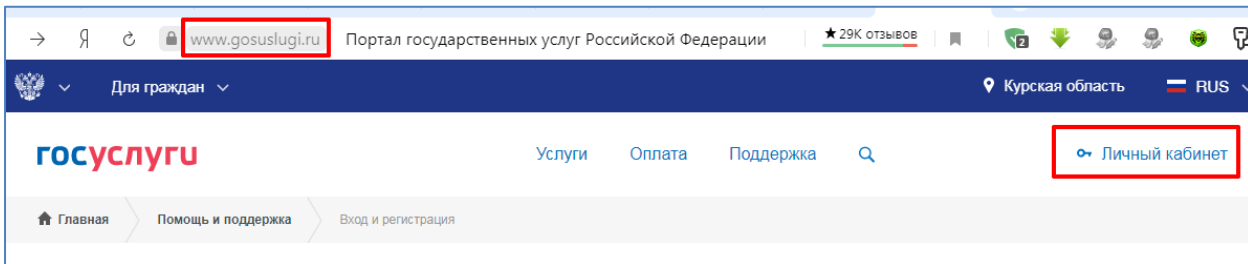 Я www.gosuslugi.ru Портал государственных услуг Российской Федерации ★ 29К отзывов 2
Для граждан Курская область RUS
госуслуги Услуги Оплата Поддержка Личный кабинет
Главная Помощь и поддержка Вход и регистрация